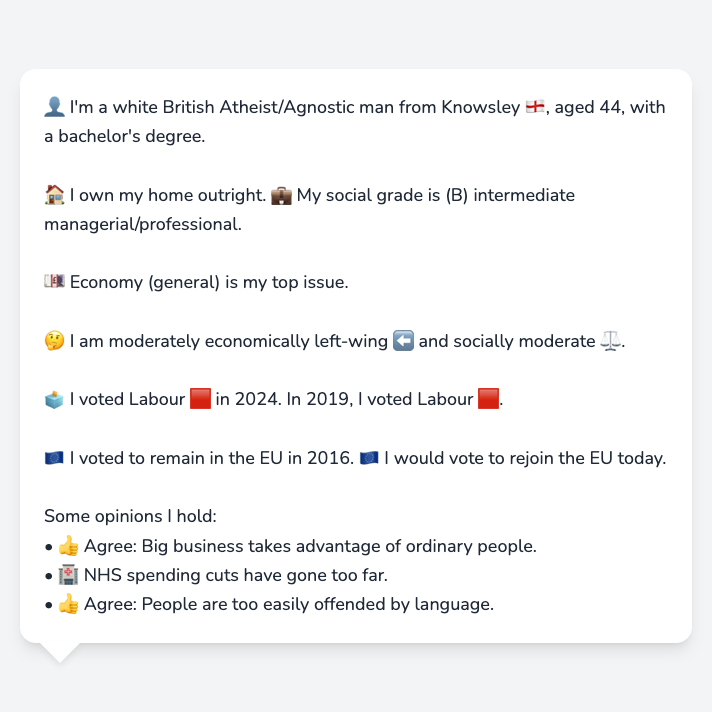 👤 I'm a white British Atheist/Agnostic man from Knowsley 🏴󠁧󠁢󠁥󠁮󠁧󠁿, aged 44, with
a bachelor's degree.
🏠 I own my home outright. 💼 My social grade is (B) intermediate
managerial/professional.
💷 Economy (general) is my top issue.
🤔 I am moderately economically left-wing ⬅️ and socially moderate ⚖️.
🗳️ I voted Labour 🟥 in 2024. In 2019, I voted Labour 🟥.
🇪🇺 I voted to remain in the EU in 2016. 🇪🇺 I would vote to rejoin the EU today.
Some opinions I hold:
• 👍 Agree: Big business takes advantage of ordinary people.
• 🏥 NHS spending cuts have gone too far.
• 👍 Agree: People are too easily offended by language.